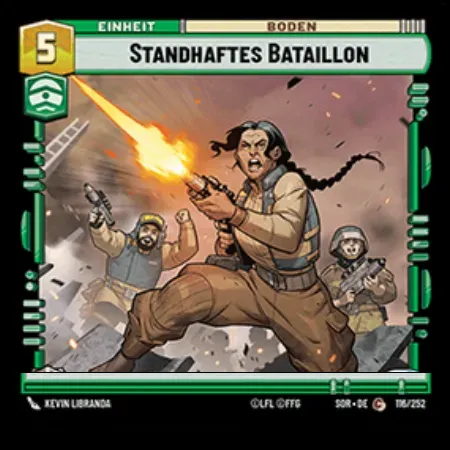 EINHEIT BODEN
5 STANDHAFTES BATAILLON
KEVIN LIBRANDA ©LFL ©FFG SOR • DE C 116/252